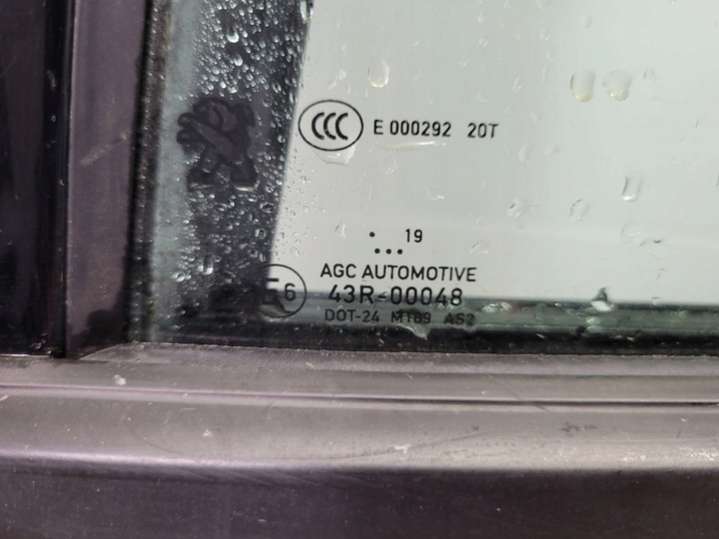 CCC E 000292 20T
. 19
...
AGC AUTOMOTIVE
E6 43R-00048
DOT-24 M189 AS2